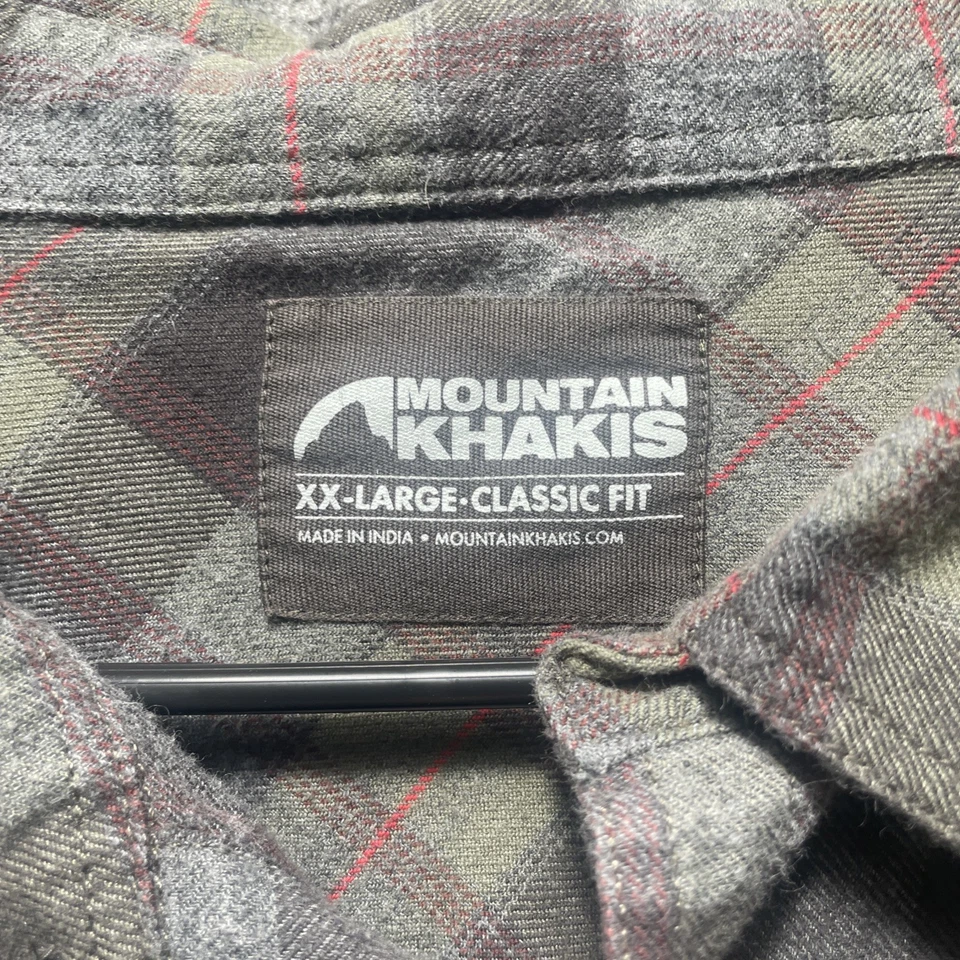 MOUNTAIN
KHAKIS
XX-LARGE·CLASSIC FIT
MADE IN INDIA • MOUNTAINKHAKIS.COM